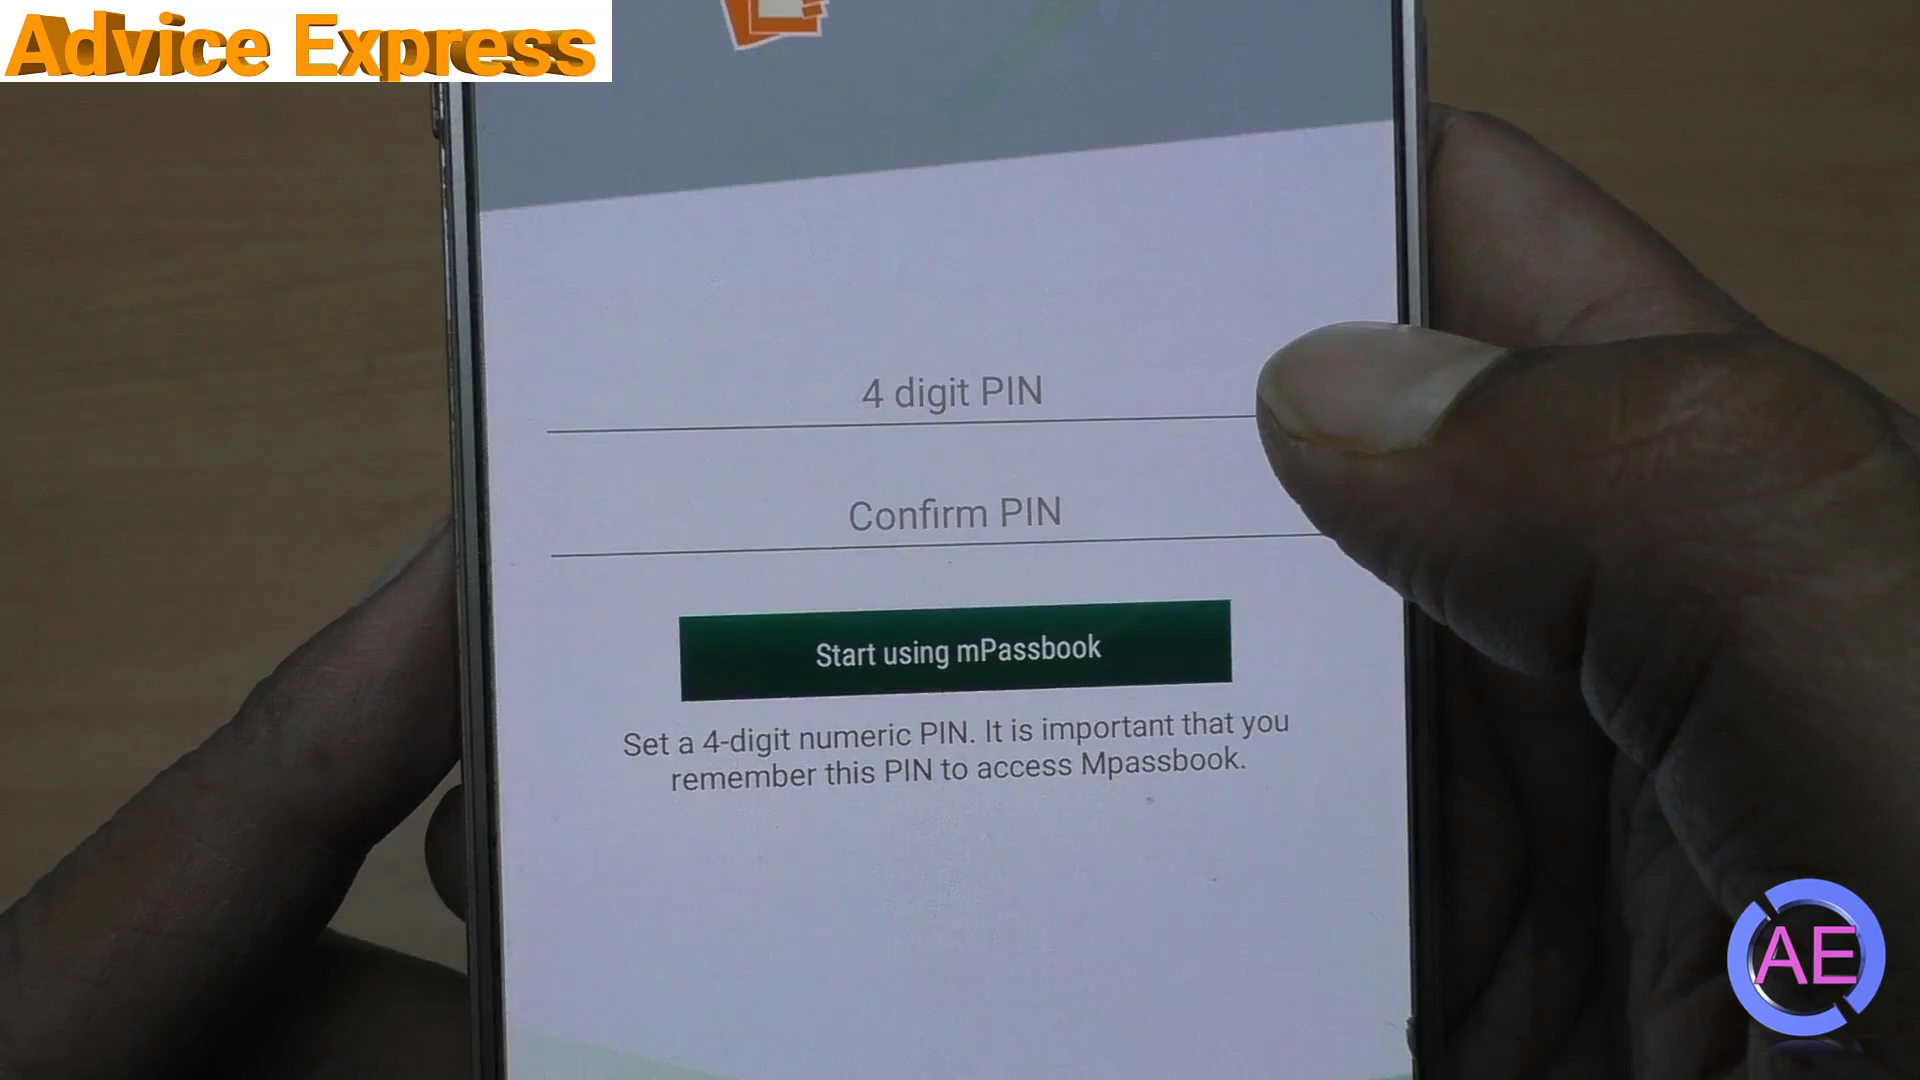 Advice Express
4 digit PIN
Confirm PIN
Start using mPassbook
Set a 4-digit numeric PIN. It is important that you
remember this PIN to access Mpassbook.
AE